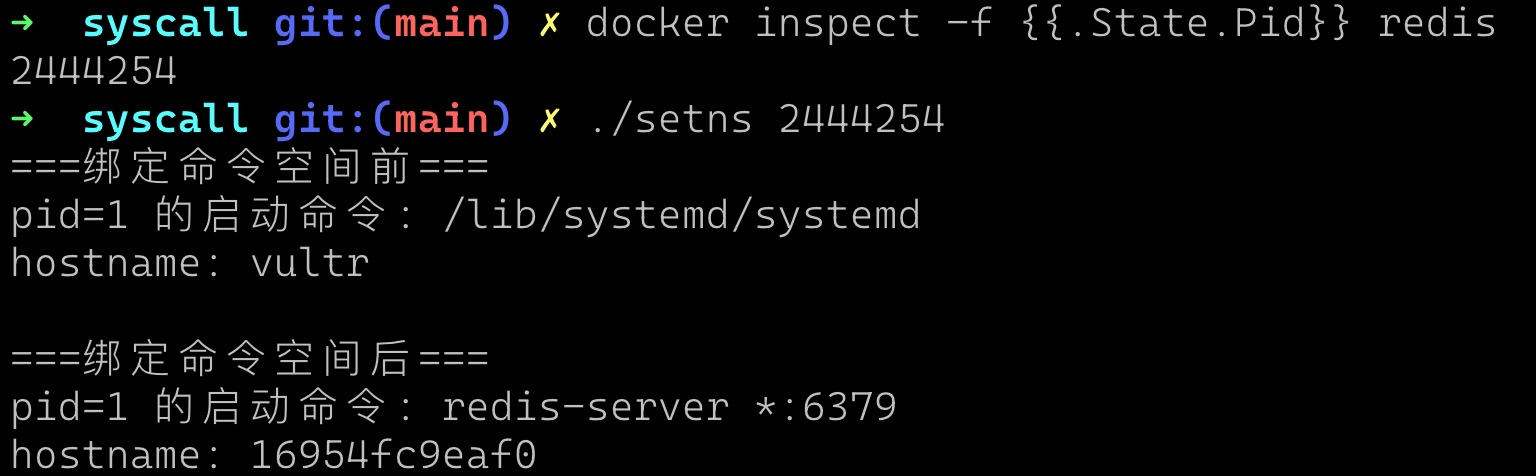 ➜  syscall git:(main) ✗ docker inspect -f {{.State.Pid}} redis
2444254
➜  syscall git:(main) ✗ ./setns 2444254
===绑定命令空间前===
pid=1 的启动命令: /lib/systemd/systemd
hostname: vultr
===绑定命令空间后===
pid=1 的启动命令: redis-server *:6379
hostname: 16954fc9eaf0